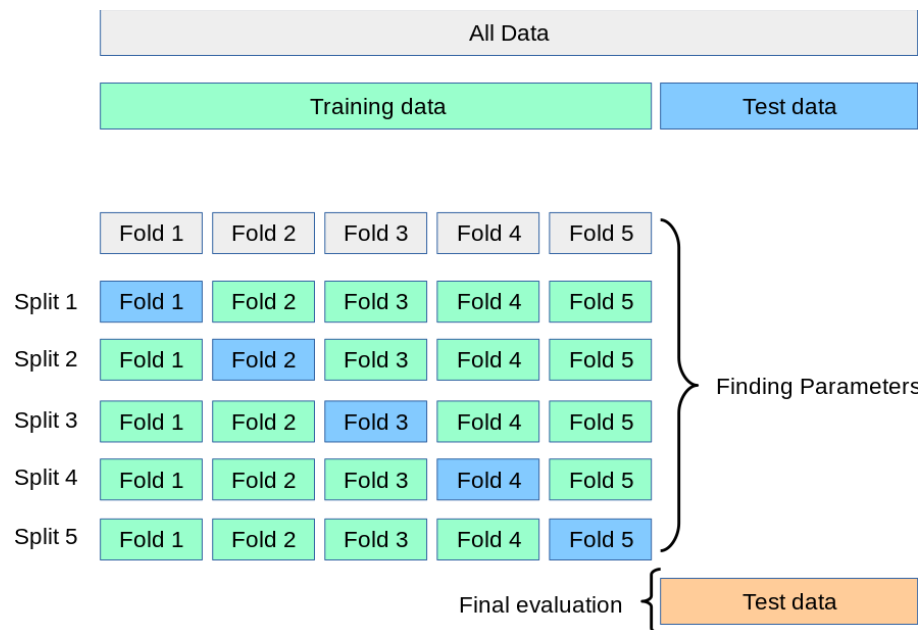 All Data
Training data Test data
Fold 1 Fold 2 Fold 3 Fold 4 Fold 5
Split 1 Fold 1 Fold 2 Fold 3 Fold 4 Fold 5
Split 2 Fold 1 Fold 2 Fold 3 Fold 4 Fold 5
Finding Parameters
Split 3 Fold 1 Fold 2 Fold 3 Fold 4 Fold 5
Split 4 Fold 1 Fold 2 Fold 3 Fold 4 Fold 5
Split 5 Fold 1 Fold 2 Fold 3 Fold 4 Fold 5
Final evaluation Test data